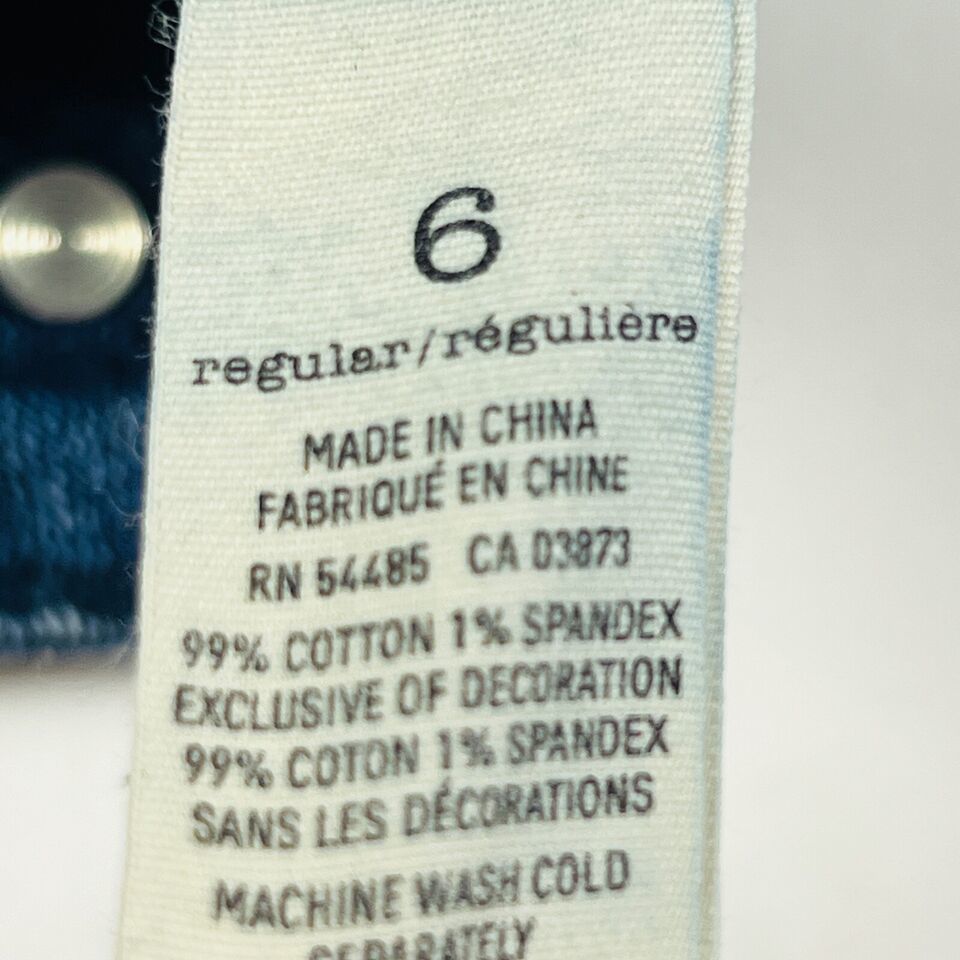 6
regular/régulière
MADE IN CHINA
FABRIQUÉ EN CHINE
RN 54485 CA 03873
99% COTTON 1% SPANDEX
EXCLUSIVE OF DECORATION
99% COTON 1% SPANDEX
SANS LES DÉCORATIONS
MACHINE WASH COLD
SEPARATELY